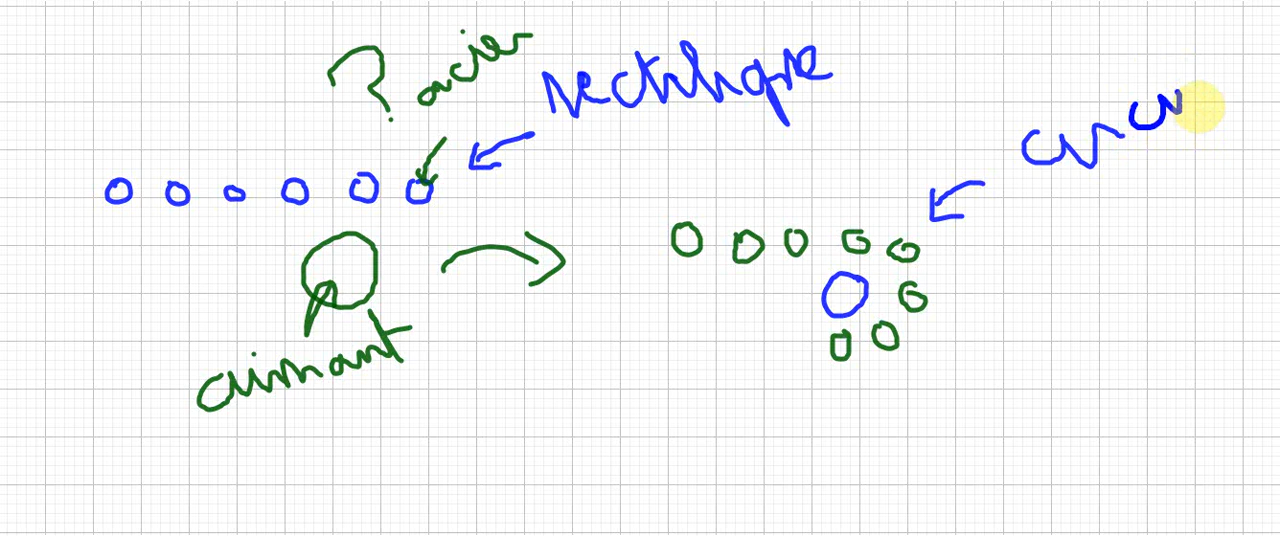 ?
acier
rectiligne
circu
aimant